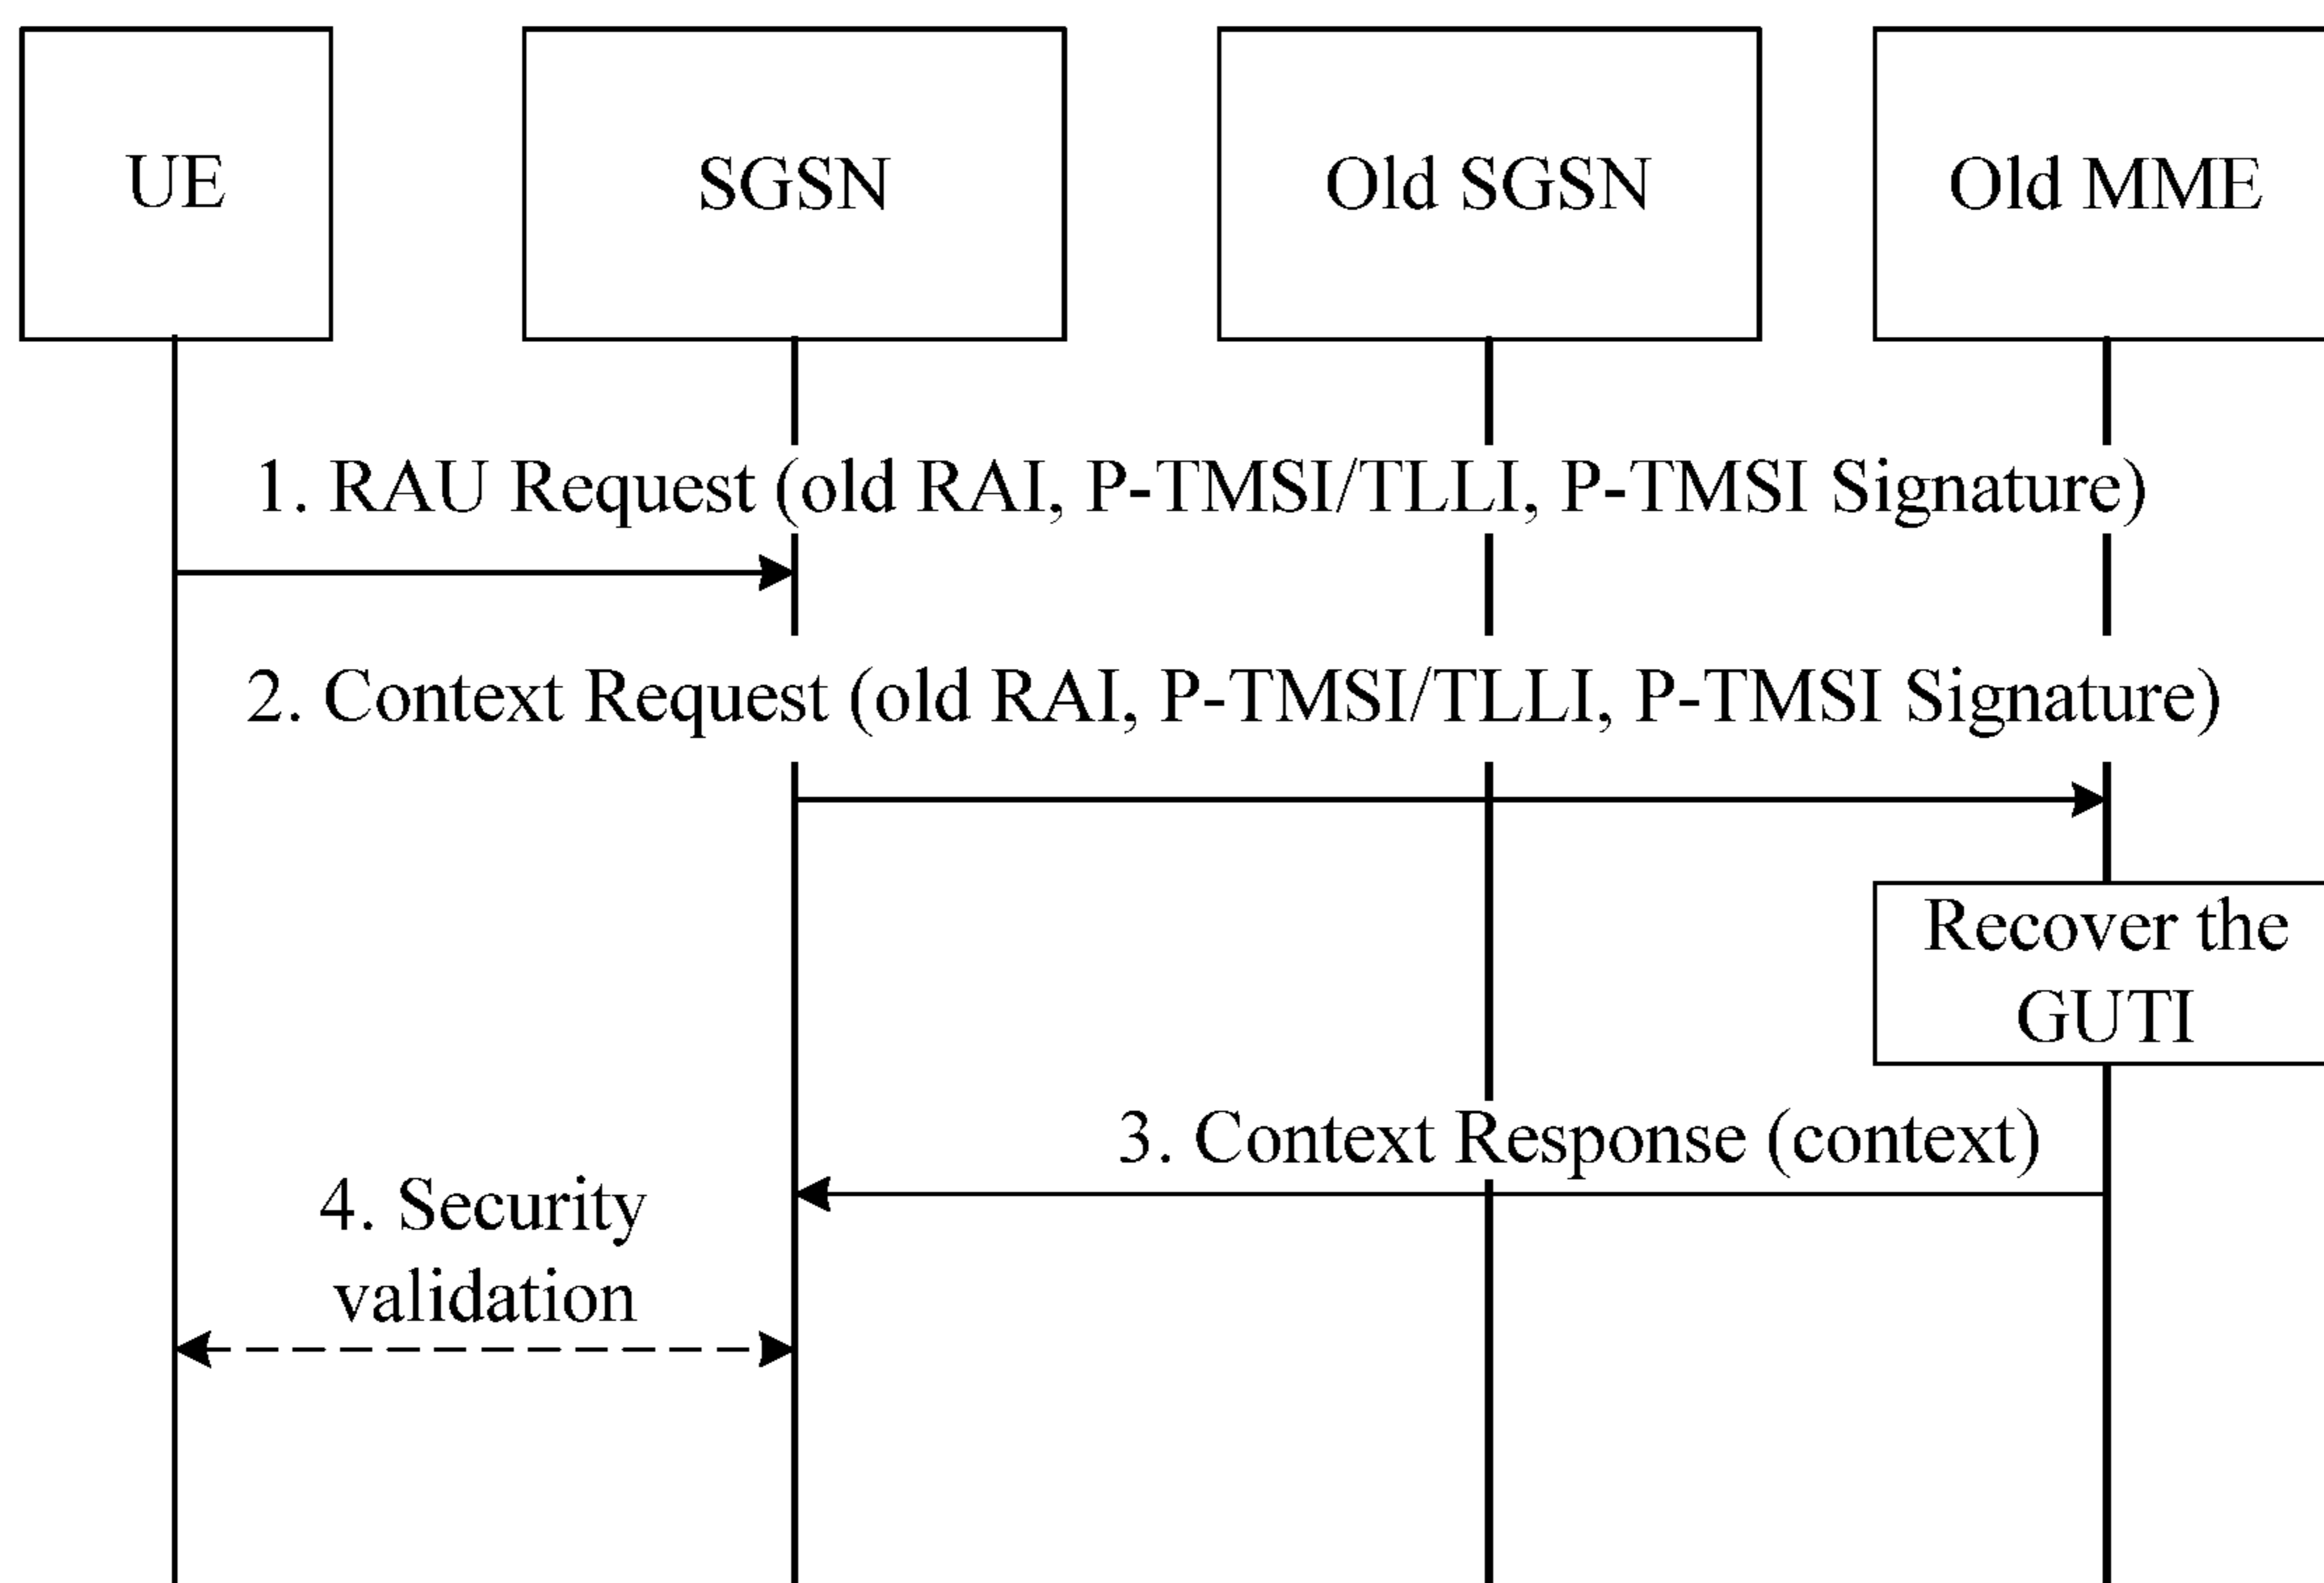 UE
SGSN
Old SGSN
Old MME
1. RAU Request (old RAI, P-TMSI/TLLI, P-TMSI Signature)
2. Context Request (old RAI, P-TMSI/TLLI, P-TMSI Signature)
Recover the
GUTI
3. Context Response (context)
4. Security
validation